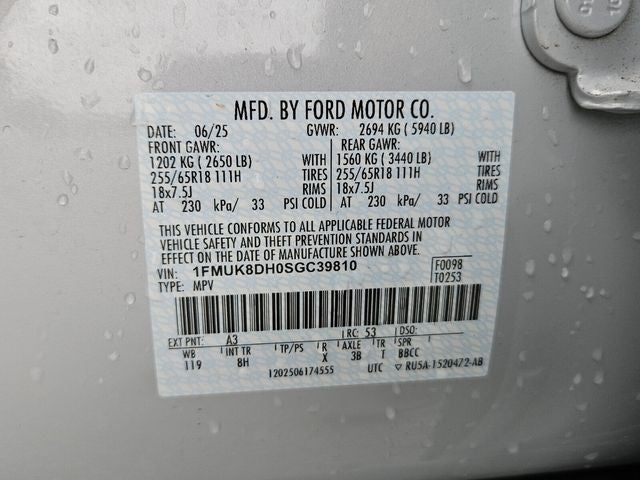 MFD. BY FORD MOTOR CO.
DATE: 06/25 GVWR: 2694 KG ( 5940 LB)
FRONT GAWR: REAR GAWR:
1202 KG ( 2650 LB) WITH 1560 KG ( 3440 LB) WITH
255/65R18 111H TIRES 255/65R18 111H TIRES
18x7.5J RIMS 18x7.5J RIMS
AT 230 kPa/ 33 PSI COLD AT 230 kPa/ 33 PSI COLD
THIS VEHICLE CONFORMS TO ALL APPLICABLE FEDERAL MOTOR
VEHICLE SAFETY AND THEFT PREVENTION STANDARDS IN
EFFECT ON THE DATE OF MANUFACTURE SHOWN ABOVE.
VIN: 1FMUK8DH0SGC39810 F0098
TYPE: MPV T0253
EXT PNT: A3 RC: 53 DSO:
WB INT TR TP/PS R AXLE TR SPR
119 8H X 3B T BBCC
1202506174555 UTC ▽ RU5A-1520472-AB